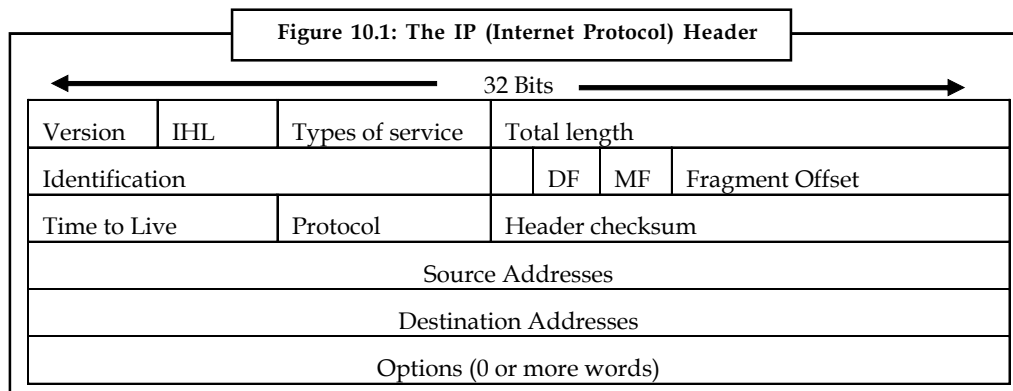 Figure 10.1: The IP (Internet Protocol) Header
32 Bits
Version IHL Types of service Total length
Identification DF MF Fragment Offset
Time to Live Protocol Header checksum
Source Addresses
Destination Addresses
Options (0 or more words)